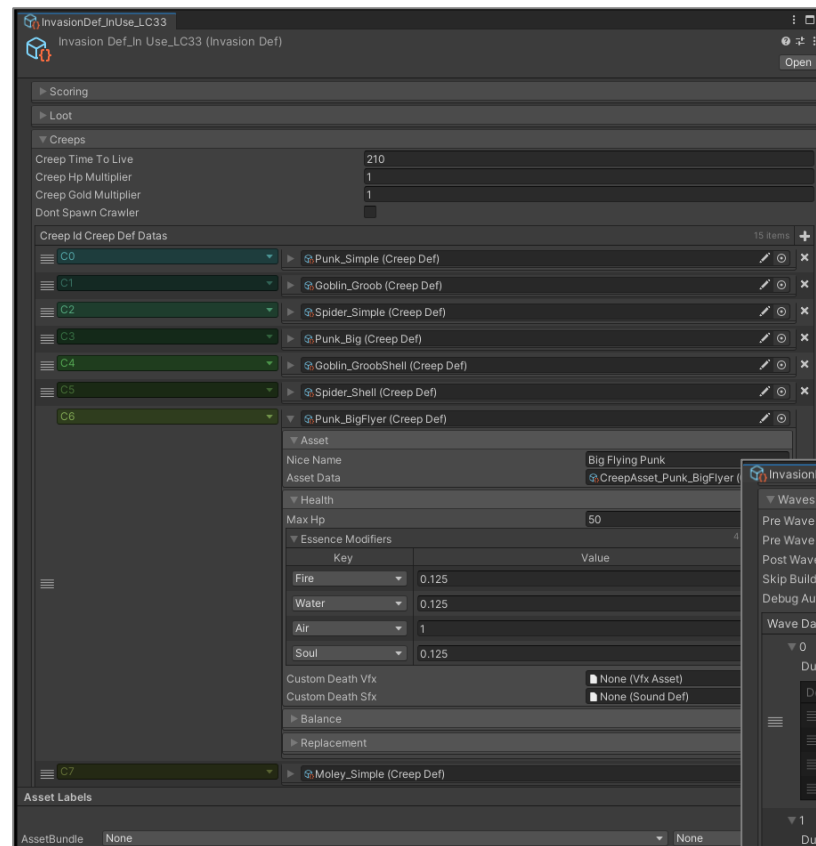 InvasionDef_InUse_LC33
Invasion Def_In Use_LC33 (Invasion Def)
Open
Scoring
Loot
Creeps
Creep Time To Live 210
Creep Hp Multiplier 1
Creep Gold Multiplier 1
Dont Spawn Crawler
Creep Id Creep Def Datas 15 items
C0 Punk_Simple (Creep Def)
C1 Goblin_Groob (Creep Def)
C2 Spider_Simple (Creep Def)
C3 Punk_Big (Creep Def)
C4 Goblin_GroobShell (Creep Def)
C5 Spider_Shell (Creep Def)
C6 Punk_BigFlyer (Creep Def)
Asset
Nice Name Big Flying Punk
Asset Data CreepAsset_Punk_BigFlyer (
Health
Max Hp 50
Essence Modifiers 4
Key Value
Fire 0.125
Water 0.125
Air 1
Soul 0.125
Custom Death Vfx None (Vfx Asset)
Custom Death Sfx None (Sound Def)
Balance
Replacement
C7 Moley_Simple (Creep Def)
Asset Labels
AssetBundle None None
Invasion
Waves
Pre Wave
Pre Wave
Post Wave
Skip Build
Debug Au
Wave Da
0
Du
D
1
Du